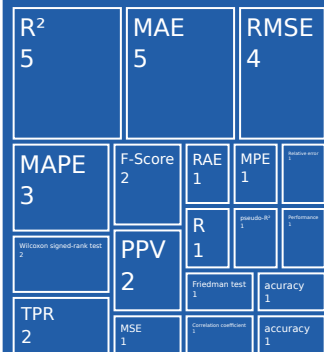 R²
5
MAE
5
RMSE
4
MAPE
3
F-Score
2
RAE
1
MPE
1
Relative error
1
Wilcoxon signed-rank test
2
PPV
2
R
1
pseudo-R²
1
Performance
1
TPR
2
Friedman test
1
acuracy
1
MSE
1
Correlation coefficient
1
accuracy
1